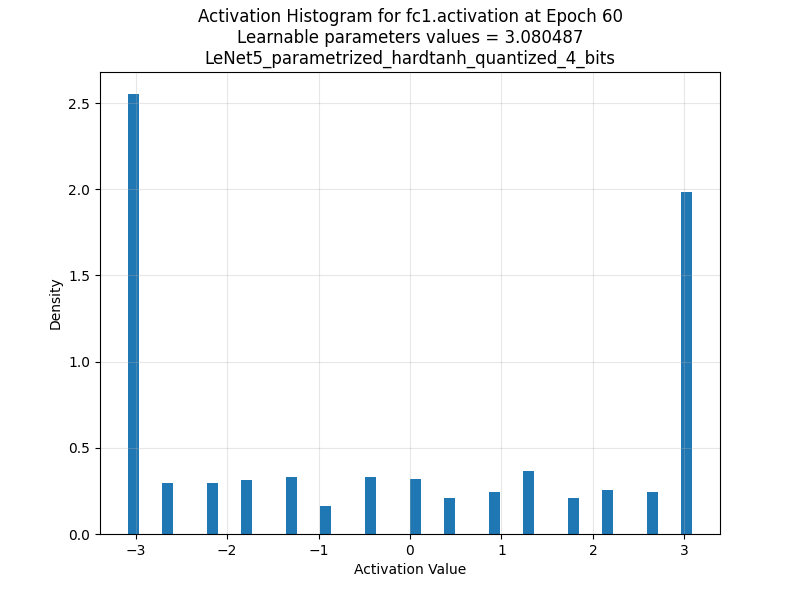 Activation Histogram for fc1.activation at Epoch 60
Learnable parameters values = 3.080487
LeNet5_parametrized_hardtanh_quantized_4_bits
2.5
2.0
1.5
1.0
0.5
0.0
Density
−3 −2 −1 0 1 2 3
Activation Value